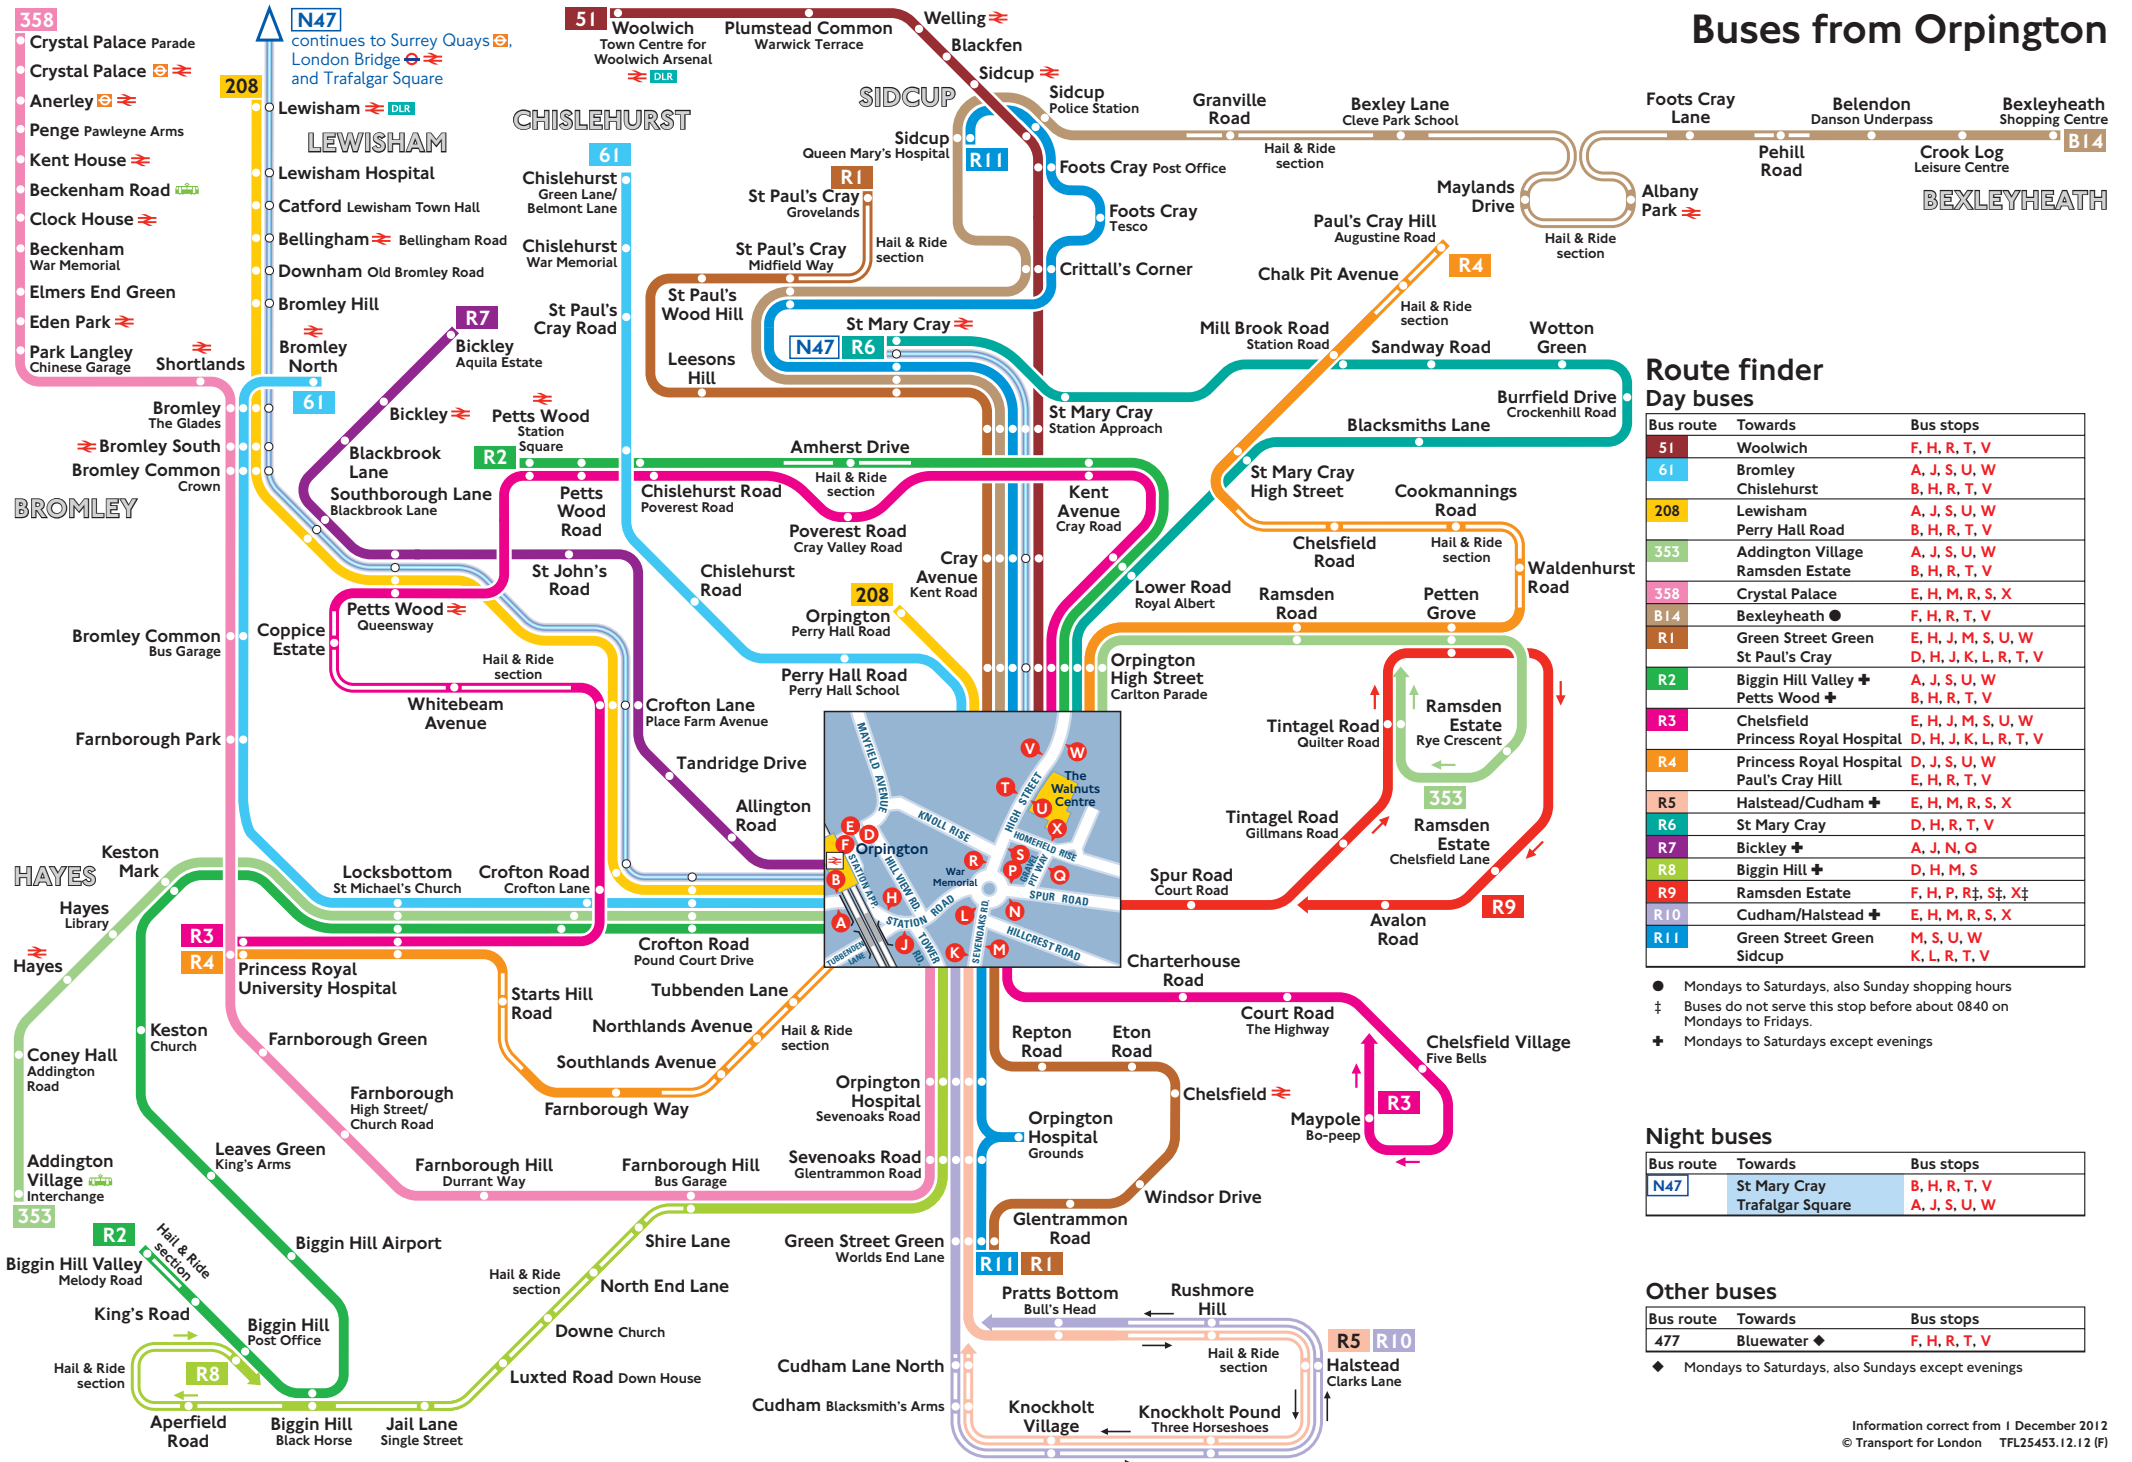 Buses from Orpington
358
Crystal Palace Parade
Crystal Palace
Anerley
Penge Pawleyne Arms
Kent House
Beckenham Road
Clock House
Beckenham
War Memorial
Elmers End Green
Eden Park
Park Langley
Chinese Garage
Shortlands
N47
continues to Surrey Quays,
London Bridge
and Trafalgar Square
208
Lewisham DLR
LEWISHAM
Lewisham Hospital
Catford Lewisham Town Hall
Bellingham Bellingham Road
Downham Old Bromley Road
Bromley Hill
Bromley
North
61
Bromley
The Glades
Bromley South
Bromley Common
Crown
BROMLEY
Bromley Common
Bus Garage
Farnborough Park
R7
Bickley
Aquila Estate
Bickley
Blackbrook
Lane
Southborough Lane
Blackbrook Lane
St John's
Road
CHISLEHURST
61
Chislehurst
Green Lane/
Belmont Lane
Chislehurst
War Memorial
St Paul's
Cray Road
Petts Wood
Station
Square
R2
Petts
Wood
Road
Chislehurst Road
Poverest Road
Amherst Drive
Hail & Ride
section
Poverest Road
Cray Valley Road
Kent
Avenue
Cray Road
Chislehurst
Road
208
Orpington
Perry Hall Road
Perry Hall Road
Perry Hall School
Cray
Avenue
Kent Road
Petts Wood
Queensway
Coppice
Estate
Hail & Ride
section
Whitebeam
Avenue
Crofton Lane
Place Farm Avenue
Tandridge Drive
Allington
Road
51
Woolwich
Town Centre for
Woolwich Arsenal
DLR
Plumstead Common
Warwick Terrace
Welling
Blackfen
Sidcup
SIDCUP
Sidcup
Police Station
Sidcup
Queen Mary's Hospital
R11
Foots Cray Post Office
Foots Cray
Tesco
Crittall's Corner
R1
St Paul's Cray
Grovelands
Hail & Ride
section
St Paul's Cray
Midfield Way
St Paul's
Wood Hill
Leesons
Hill
St Mary Cray
N47
R6
St Mary Cray
Station Approach
Granville
Road
Hail & Ride
section
Bexley Lane
Cleve Park School
Maylands
Drive
Hail & Ride
section
Albany
Park
Foots Cray
Lane
Pehill
Road
Belendon
Danson Underpass
Crook Log
Leisure Centre
Bexleyheath
Shopping Centre
B14
BEXLEYHEATH
Paul's Cray Hill
Augustine Road
R4
Chalk Pit Avenue
Hail & Ride
section
Mill Brook Road
Station Road
Sandway Road
Wotton
Green
Burrfield Drive
Crockenhill Road
Blacksmiths Lane
St Mary Cray
High Street
Cookmannings
Road
Chelsfield
Road
Hail & Ride
section
Waldenhurst
Road
Lower Road
Royal Albert
Ramsden
Road
Petten
Grove
Orpington
High Street
Carlton Parade
Tintagel Road
Quilter Road
Ramsden
Estate
Rye Crescent
353
Tintagel Road
Gillmans Road
Ramsden
Estate
Chelsfield Lane
Spur Road
Court Road
Avalon
Road
R9
MAYFIELD AVENUE
KNOLL RISE
HIGH STREET
HOMEFIELD RISE
The
Walnuts
Centre
GRAVEL
PIT WAY
SPUR ROAD
War
Memorial
Orpington
STATION APP.
HILL VIEW RD.
STATION ROAD
TOWER
RD.
TUBBENDEN
LANE
SEVENOAKS RD.
HILLCREST ROAD
V
W
T
U
X
E
D
F
R
S
P
Q
B
H
A
L
N
J
K
M
HAYES
Keston
Mark
Hayes
Library
Hayes
Coney Hall
Addington
Road
Addington
Village
Interchange
353
Locksbottom
St Michael's Church
Crofton Road
Crofton Lane
R3
R4
Princess Royal
University Hospital
Crofton Road
Pound Court Drive
Keston
Church
Farnborough Green
Farnborough
High Street/
Church Road
Starts Hill
Road
Tubbenden Lane
Northlands Avenue
Southlands Avenue
Hail & Ride
section
Farnborough Way
Leaves Green
King's Arms
Farnborough Hill
Durrant Way
Farnborough Hill
Bus Garage
Orpington
Hospital
Sevenoaks Road
Sevenoaks Road
Glentrammon Road
Orpington
Hospital
Grounds
Repton
Road
Eton
Road
Chelsfield
Windsor Drive
Glentrammon
Road
Green Street Green
Worlds End Lane
R11
R1
Charterhouse
Road
Court Road
The Highway
Chelsfield Village
Five Bells
R3
Maypole
Bo-peep
R2
Hail & Ride
section
Biggin Hill Valley
Melody Road
King's Road
Biggin Hill Airport
Biggin Hill
Post Office
Hail & Ride
section
R8
Aperfield
Road
Biggin Hill
Black Horse
Jail Lane
Single Street
Luxted Road Down House
Downe Church
North End Lane
Shire Lane
Hail & Ride
section
Pratts Bottom
Bull's Head
Rushmore
Hill
Hail & Ride
section
R5
R10
Halstead
Clarks Lane
Cudham Lane North
Cudham Blacksmith's Arms
Knockholt
Village
Knockholt Pound
Three Horseshoes
Route finder
Day buses
Bus route Towards Bus stops
51 Woolwich F, H, R, T, V
61 Bromley A, J, S, U, W
Chislehurst B, H, R, T, V
208 Lewisham A, J, S, U, W
Perry Hall Road B, H, R, T, V
353 Addington Village A, J, S, U, W
Ramsden Estate B, H, R, T, V
358 Crystal Palace E, H, M, R, S, X
B14 Bexleyheath ● F, H, R, T, V
R1 Green Street Green E, H, J, M, S, U, W
St Paul's Cray D, H, J, K, L, R, T, V
R2 Biggin Hill Valley ✚ A, J, S, U, W
Petts Wood ✚ B, H, R, T, V
R3 Chelsfield E, H, J, M, S, U, W
Princess Royal Hospital D, H, J, K, L, R, T, V
R4 Princess Royal Hospital D, J, S, U, W
Paul's Cray Hill E, H, R, T, V
R5 Halstead/Cudham ✚ E, H, M, R, S, X
R6 St Mary Cray D, H, R, T, V
R7 Bickley ✚ A, J, N, Q
R8 Biggin Hill ✚ D, H, M, S
R9 Ramsden Estate F, H, P, R‡, S‡, X‡
R10 Cudham/Halstead ✚ E, H, M, R, S, X
R11 Green Street Green M, S, U, W
Sidcup K, L, R, T, V
● Mondays to Saturdays, also Sunday shopping hours
‡ Buses do not serve this stop before about 0840 on
Mondays to Fridays.
✚ Mondays to Saturdays except evenings
Night buses
Bus route Towards Bus stops
N47 St Mary Cray B, H, R, T, V
Trafalgar Square A, J, S, U, W
Other buses
Bus route Towards Bus stops
477 Bluewater ◆ F, H, R, T, V
◆ Mondays to Saturdays, also Sundays except evenings
Information correct from 1 December 2012
© Transport for London TFL25453.12.12 (F)